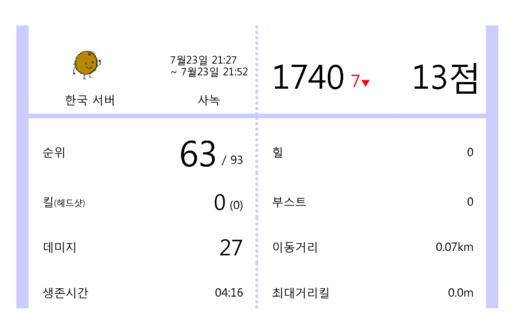 7월23일 21:27
~ 7월23일 21:52
한국 서버
사녹
1740 7▼
13점
순위
63 / 93
힐
0
킬(헤드샷)
0 (0)
부스트
0
데미지
27
이동거리
0.07km
생존시간
04:16
최대거리킬
0.0m